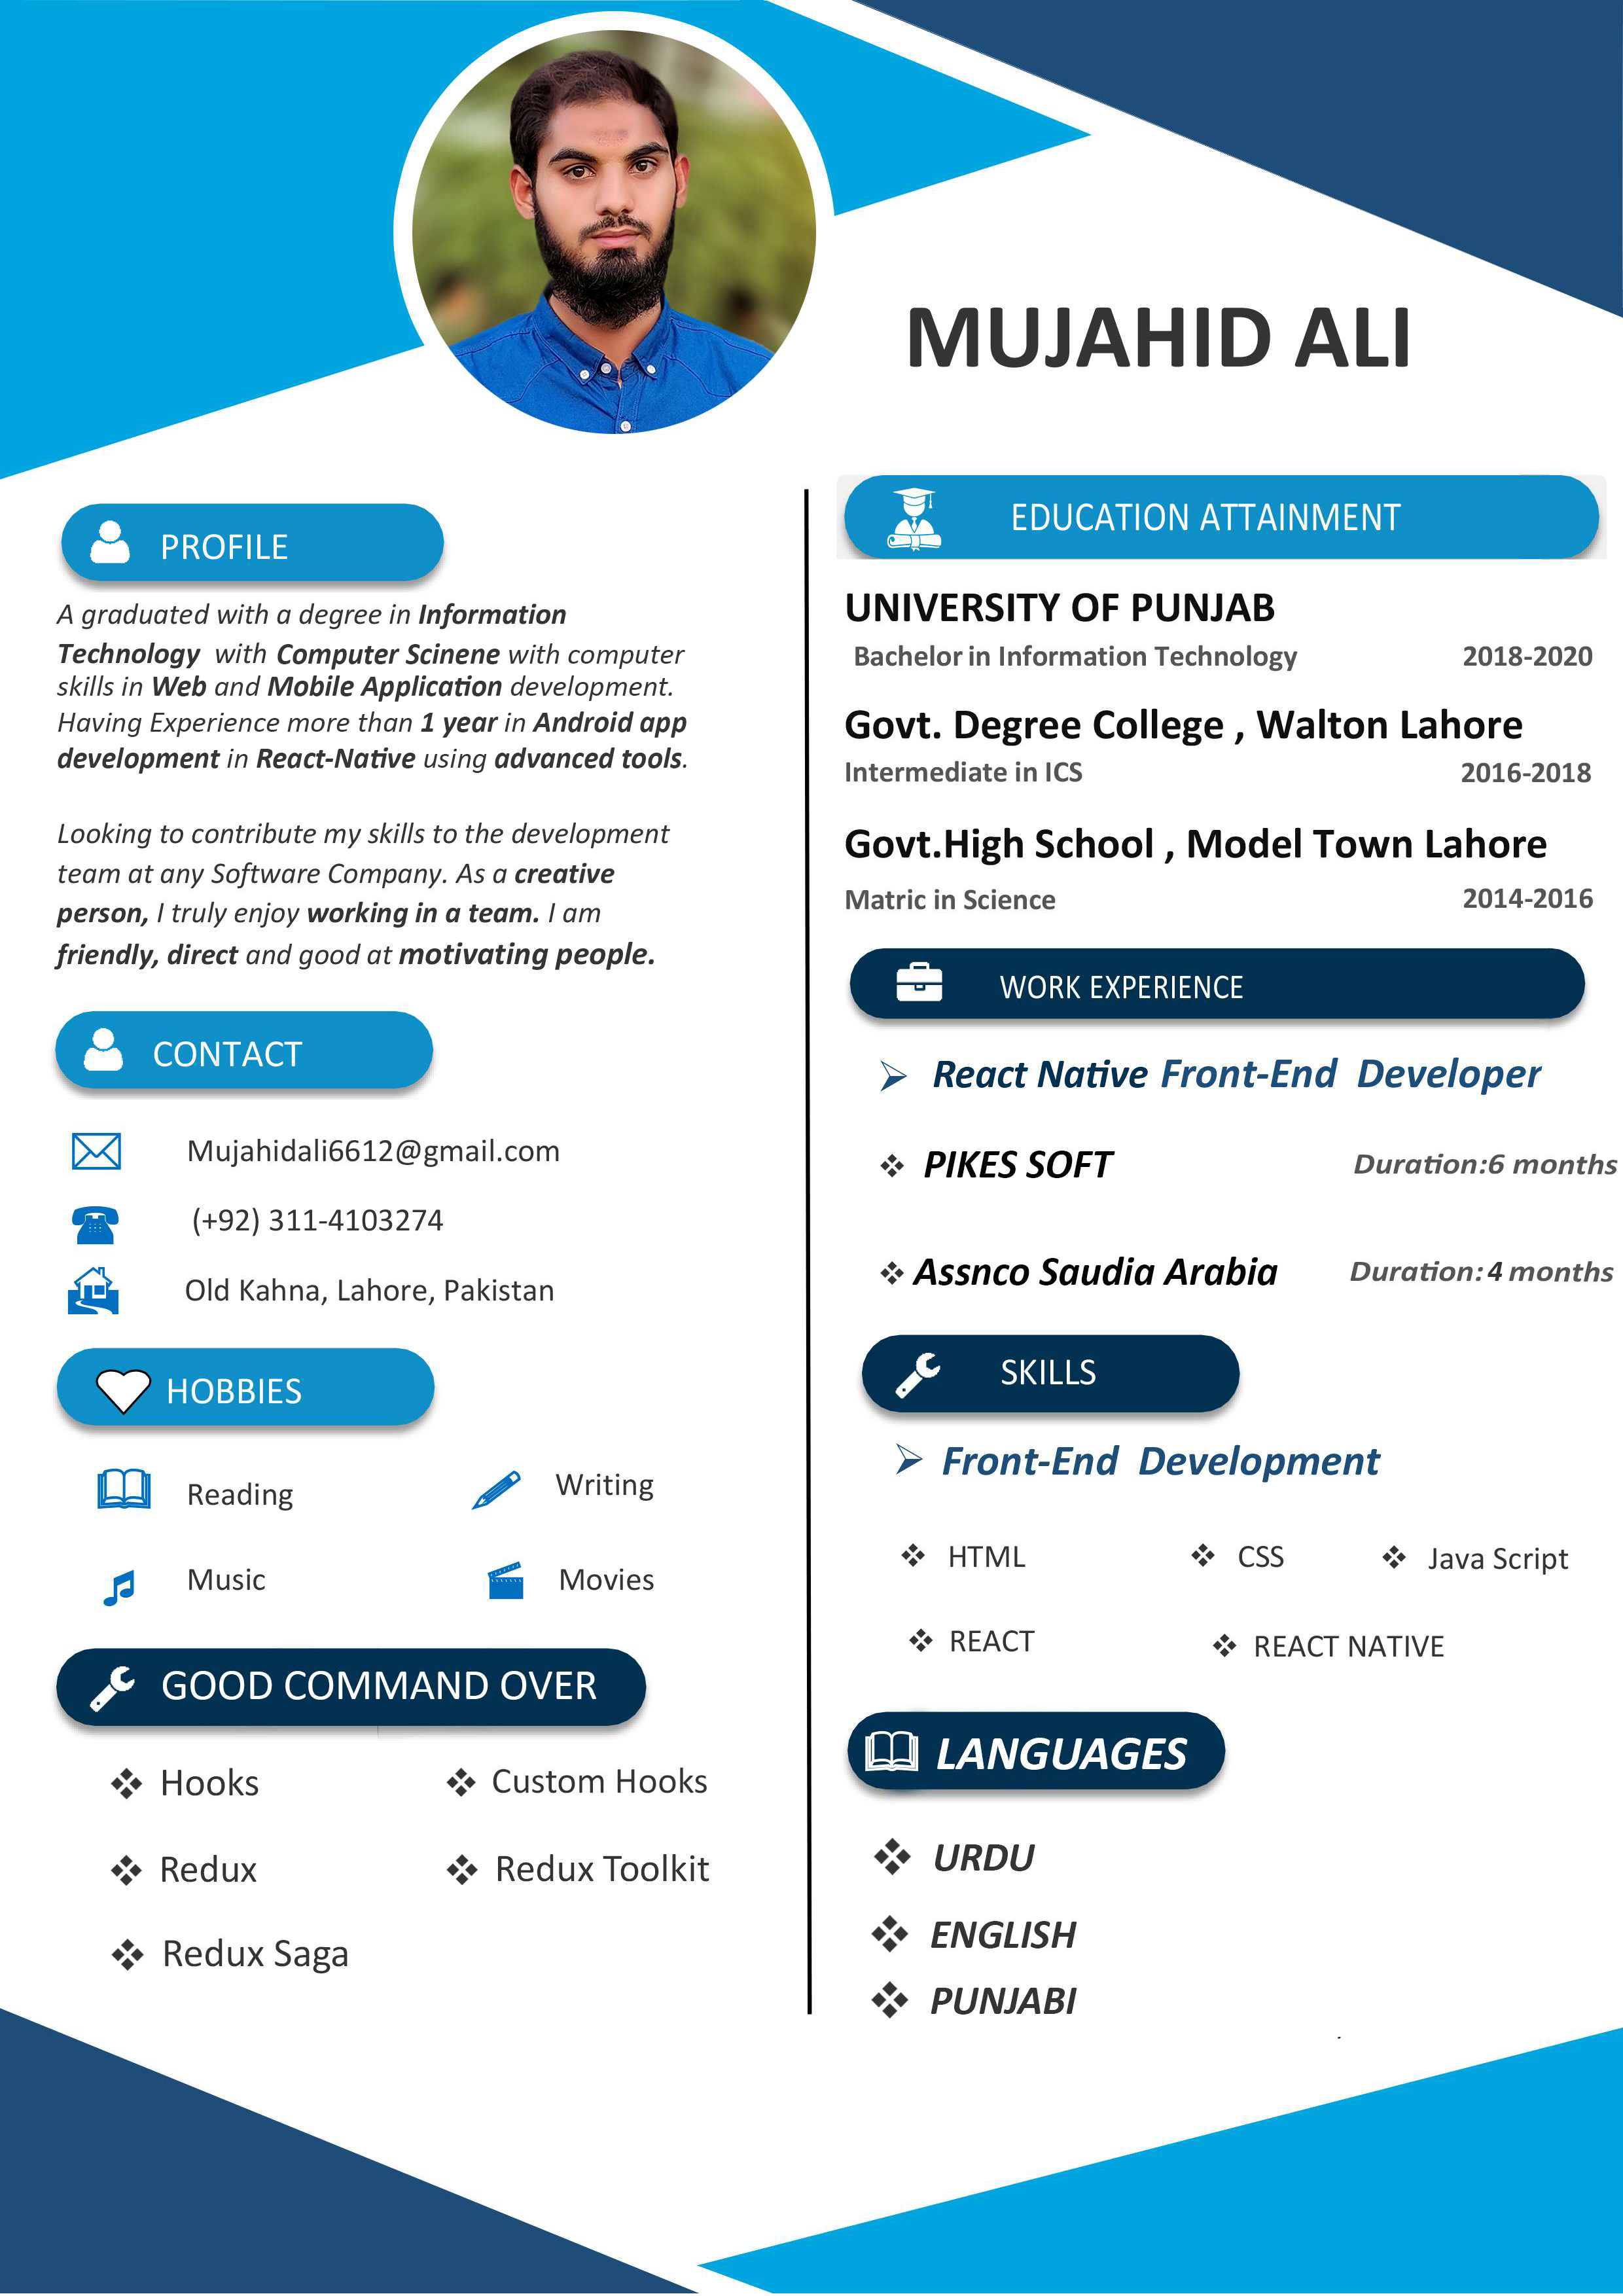 MUJAHID ALI
PROFILE
A graduated with a degree in Information
Technology with Computer Scinene with computer
skills in Web and Mobile Application development.
Having Experience more than 1 year in Android app
development in React-Native using advanced tools.
Looking to contribute my skills to the development
team at any Software Company. As a creative
person, I truly enjoy working in a team. I am
friendly, direct and good at motivating people.
CONTACT
Mujahidali6612@gmail.com
(+92) 311-4103274
Old Kahna, Lahore, Pakistan
HOBBIES
Reading Writing
Music Movies
GOOD COMMAND OVER
Hooks Custom Hooks
Redux Redux Toolkit
Redux Saga
EDUCATION ATTAINMENT
UNIVERSITY OF PUNJAB
Bachelor in Information Technology 2018-2020
Govt. Degree College , Walton Lahore
Intermediate in ICS 2016-2018
Govt.High School , Model Town Lahore
Matric in Science 2014-2016
WORK EXPERIENCE
React Native Front-End Developer
PIKES SOFT Duration:6 months
Assnco Saudia Arabia Duration: 4 months
SKILLS
Front-End Development
HTML CSS Java Script
REACT REACT NATIVE
LANGUAGES
URDU
ENGLISH
PUNJABI